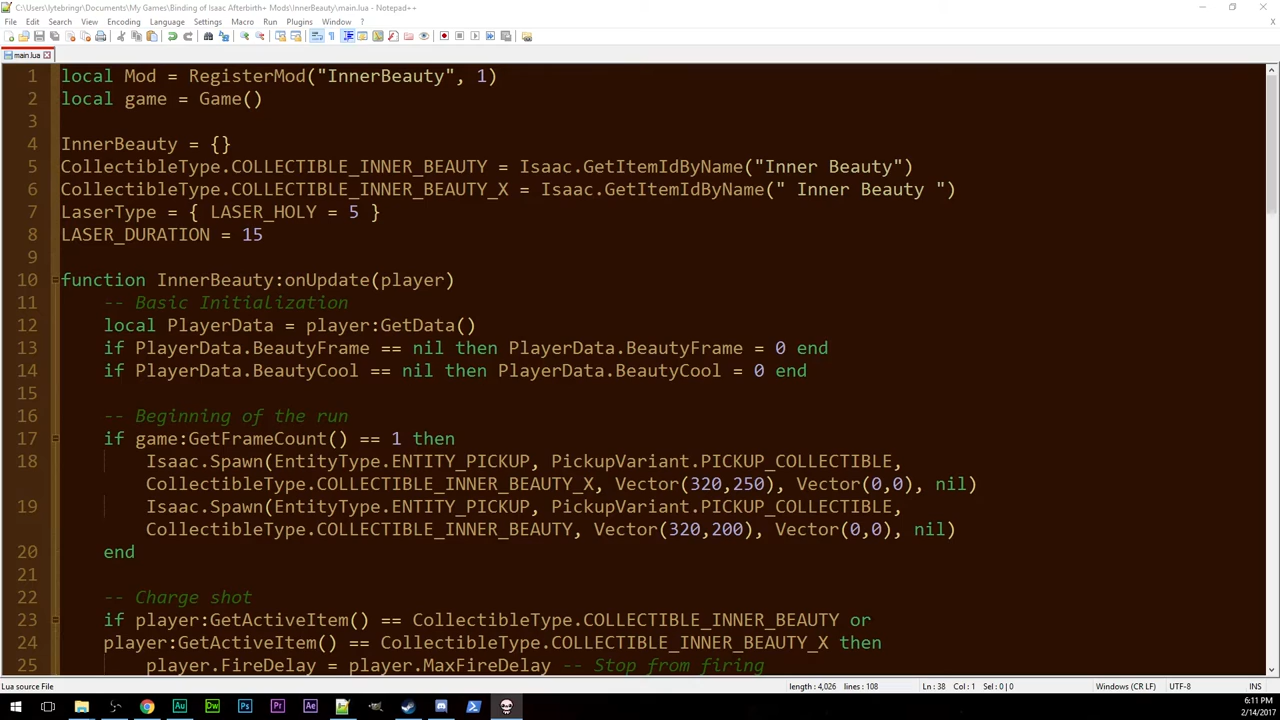 C:\Users\lytebringr\Documents\My Games\Binding of Isaac Afterbirth+ Mods\InnerBeauty\main.lua - Notepad++
File Edit Search View Encoding Language Settings Macro Run Plugins Window ? X
main.lua
1 local Mod = RegisterMod("InnerBeauty", 1)
2 local game = Game()
3
4 InnerBeauty = {}
5 CollectibleType.COLLECTIBLE_INNER_BEAUTY = Isaac.GetItemIdByName("Inner Beauty")
6 CollectibleType.COLLECTIBLE_INNER_BEAUTY_X = Isaac.GetItemIdByName(" Inner Beauty ")
7 LaserType = { LASER_HOLY = 5 }
8 LASER_DURATION = 15
9
10 function InnerBeauty:onUpdate(player)
11 -- Basic Initialization
12 local PlayerData = player:GetData()
13 if PlayerData.BeautyFrame == nil then PlayerData.BeautyFrame = 0 end
14 if PlayerData.BeautyCool == nil then PlayerData.BeautyCool = 0 end
15
16 -- Beginning of the run
17 if game:GetFrameCount() == 1 then
18 Isaac.Spawn(EntityType.ENTITY_PICKUP, PickupVariant.PICKUP_COLLECTIBLE,
CollectibleType.COLLECTIBLE_INNER_BEAUTY_X, Vector(320,250), Vector(0,0), nil)
19 Isaac.Spawn(EntityType.ENTITY_PICKUP, PickupVariant.PICKUP_COLLECTIBLE,
CollectibleType.COLLECTIBLE_INNER_BEAUTY, Vector(320,200), Vector(0,0), nil)
20 end
21
22 -- Charge shot
23 if player:GetActiveItem() == CollectibleType.COLLECTIBLE_INNER_BEAUTY or
24 player:GetActiveItem() == CollectibleType.COLLECTIBLE_INNER_BEAUTY_X then
25 player.FireDelay = player.MaxFireDelay -- Stop from firing
Lua source File length : 4,026 lines : 108 Ln : 38 Col : 1 Sel : 0 | 0 Windows (CR LF) UTF-8 INS
Au Dw Ps Pr Ae
6:11 PM
2/14/2017